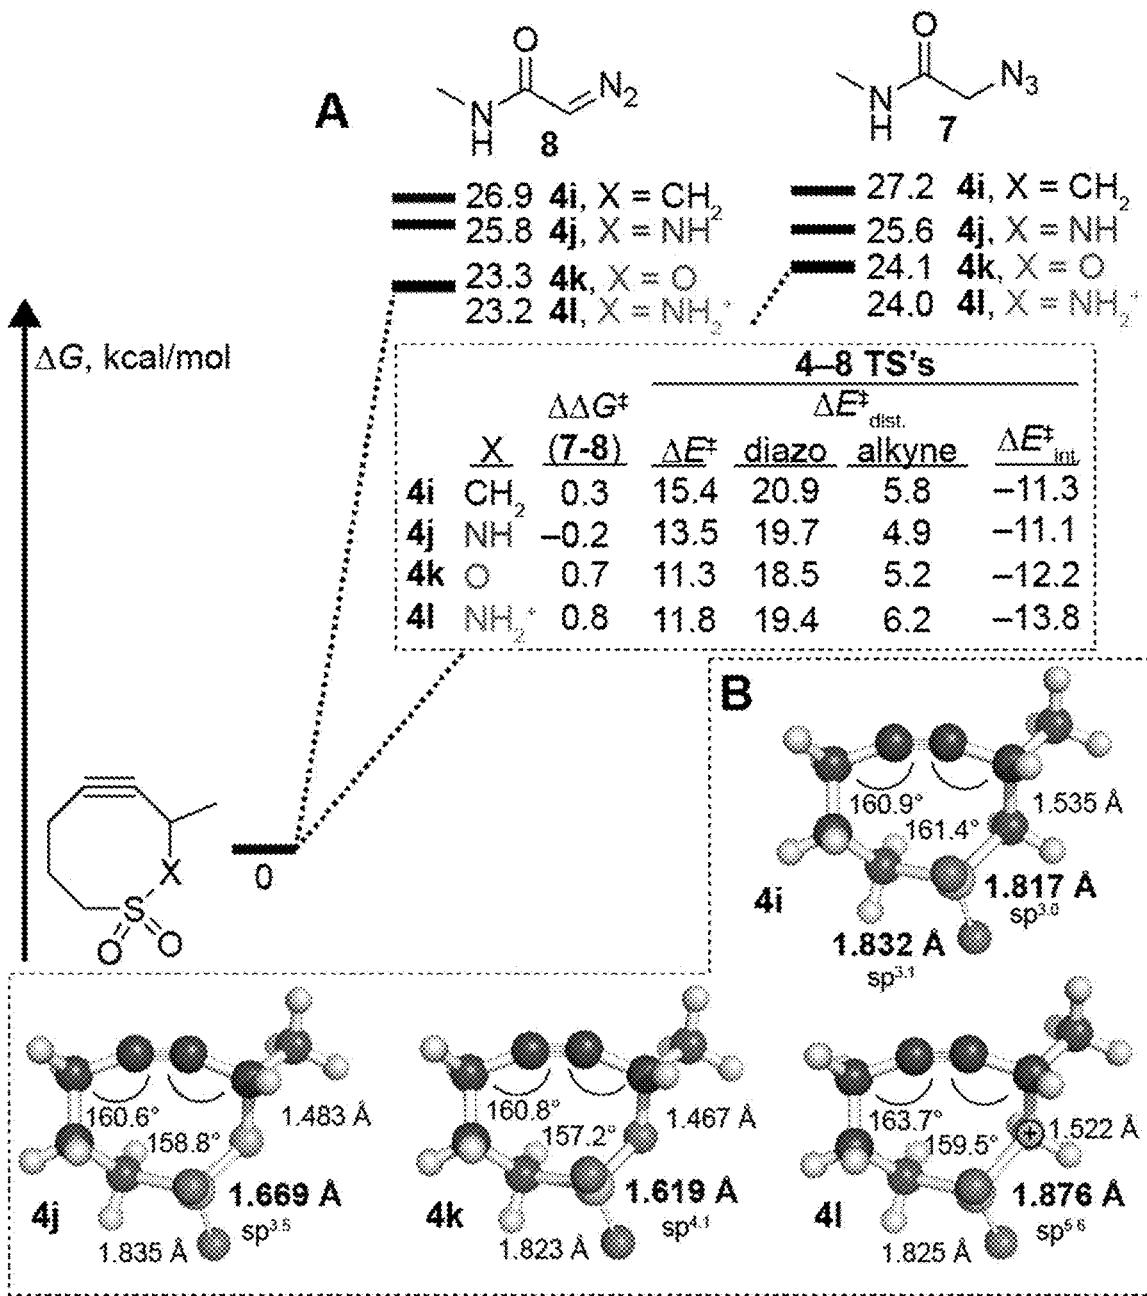 A
O
N
H
N2
8
O
N
H
N3
7
26.9 4i, X = CH2
25.8 4j, X = NH
23.3 4k, X = O
23.2 4l, X = NH2+
27.2 4i, X = CH2
25.6 4j, X = NH
24.1 4k, X = O
24.0 4l, X = NH2+
ΔG, kcal/mol
4–8 TS's
ΔΔG‡ ΔE‡dist.
X (7-8) ΔE‡ diazo alkyne ΔE‡int.
4i CH2 0.3 15.4 20.9 5.8 –11.3
4j NH –0.2 13.5 19.7 4.9 –11.1
4k O 0.7 11.3 18.5 5.2 –12.2
4l NH2+ 0.8 11.8 19.4 6.2 –13.8
X
S
O O
0
B
160.9°
161.4°
1.535 Å
4i
1.817 Å
sp3.0
1.832 Å
sp3.1
160.6°
158.8°
1.483 Å
4j
1.669 Å
sp3.5
1.835 Å
160.8°
157.2°
1.467 Å
4k
1.619 Å
sp4.1
1.823 Å
163.7°
159.5°
+
1.522 Å
4l
1.876 Å
sp5.6
1.825 Å